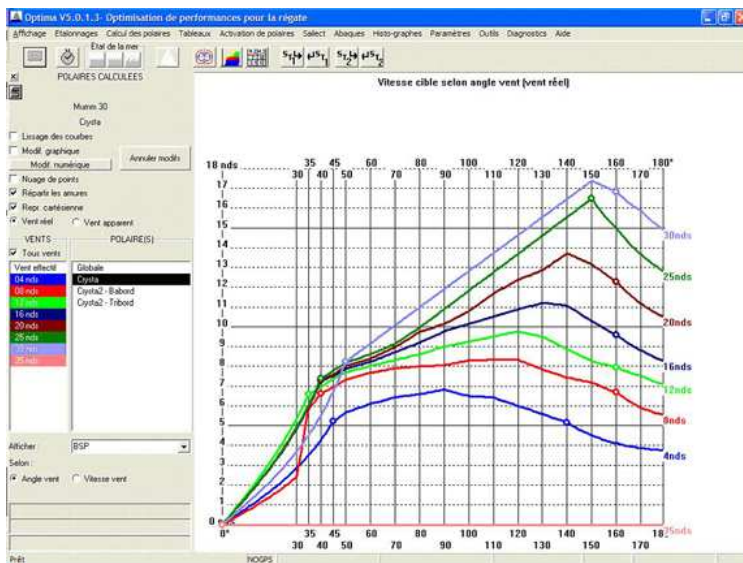 Optima V5.0.1.3- Optimisation de performances pour la régate
Affichage Etalonnages Calcul des polaires Tableaux Activation de polaires Sailect Abaques Histo-graphes Paramètres Outils Diagnostics Aide
Etat de la mer
POLAIRES CALCULEES
Mumm 30
Crysta
Lissage des courbes
Modif. graphique
Modif. numérique
Annuler modifs
Nuage de points
Répartir les amures
Repr. cartésienne
Vent réel Vent apparent
VENTS POLAIRE(S)
Tous vents
Vent effectif Globale
04 nds Crysta
08 nds Crysta2 - Babord
12 nds Crysta2 - Tribord
16 nds
20 nds
25 nds
30 nds
35 nds
Afficher BSP
Selon :
Angle vent Vitesse vent
Prêt NOGPS
Vitesse cible selon angle vent (vent réel)
18 nds 35 45 60 80 100 120 140 160 180°
30 40 50 70 90 110 130 150 170
17
16
15
30nds
14
13
25nds
12
11
20nds
10
9
16nds
8
7
12nds
6
5
4
4nds
3
2
1
0
0° 35 45 60 80 100 120 140 160 180°
30 40 50 70 90 110 130 150 170